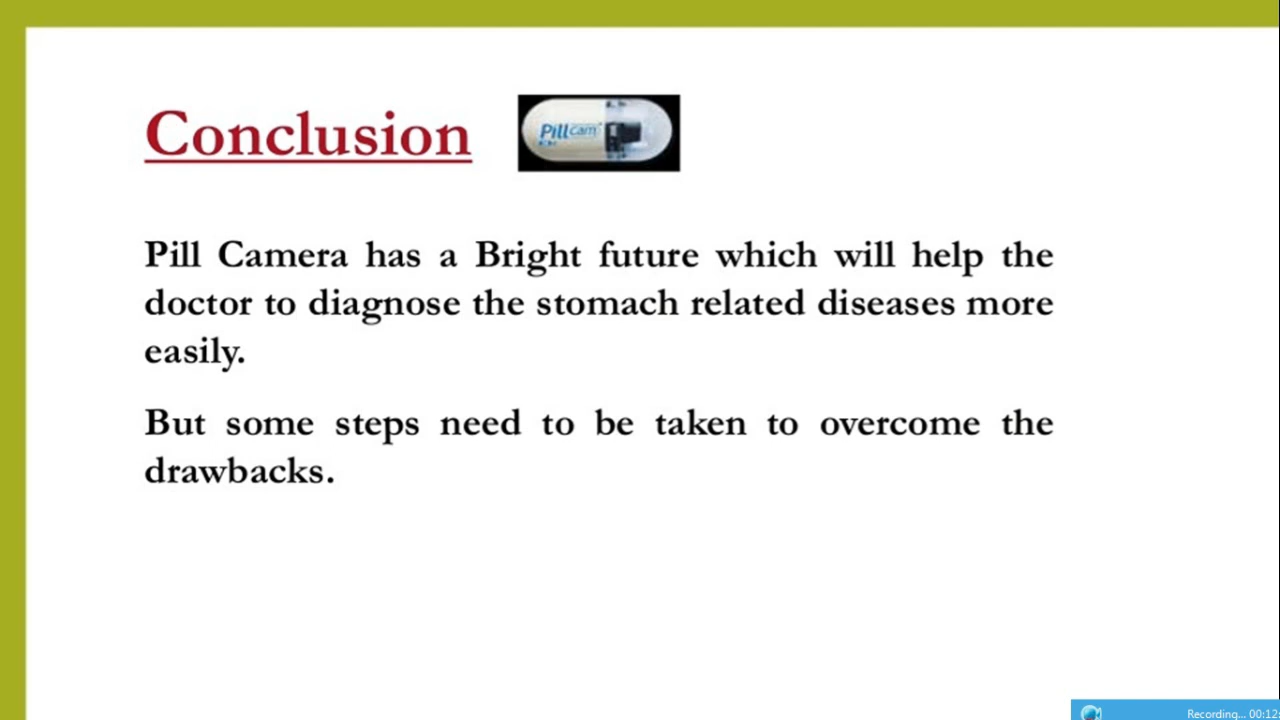 Conclusion
Pillcam
Pill Camera has a Bright future which will help the
doctor to diagnose the stomach related diseases more
easily.
But some steps need to be taken to overcome the
drawbacks.
Recording... 00:12: